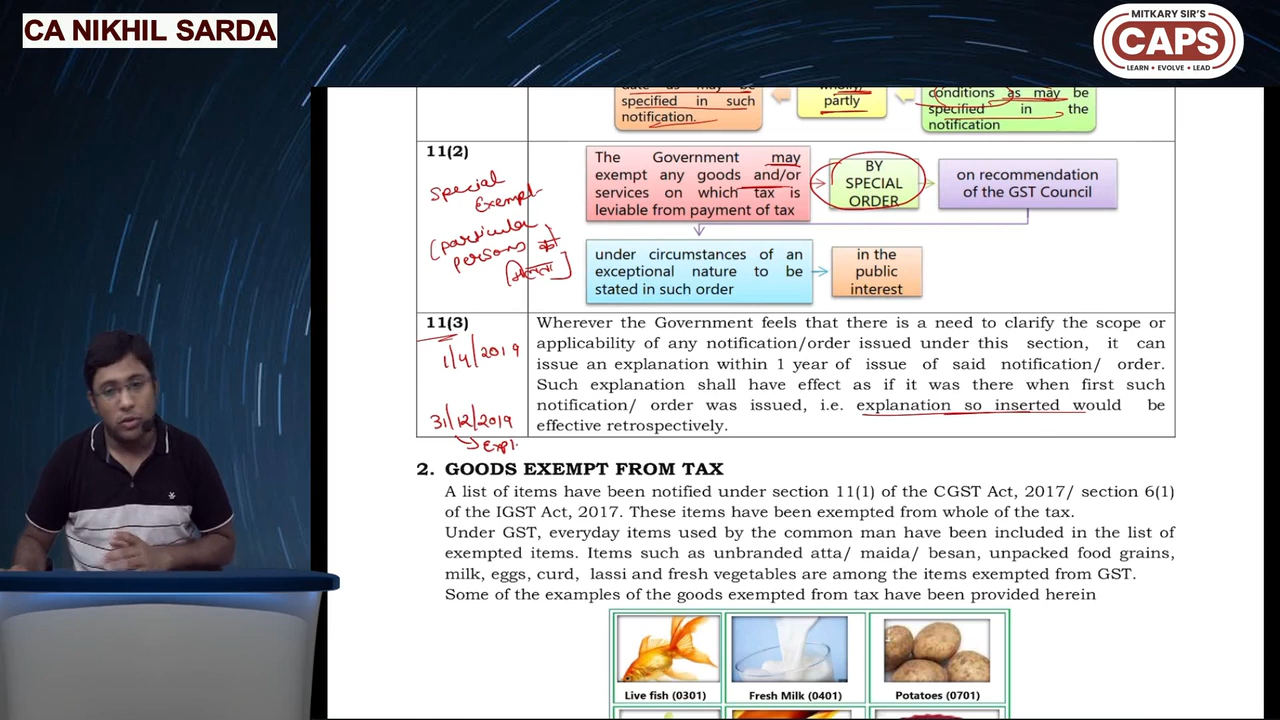 CA NIKHIL SARDA
MITKARY SIR'S
CAPS
LEARN • EVOLVE • LEAD
date as may be
specified in such
notification.
wholly/
partly
conditions as may be
specified in the
notification
11(2)
Special
Exempt
(particular
persons
The Government may
exempt any goods and/or
services on which tax is
leviable from payment of tax
BY
SPECIAL
ORDER
on recommendation
of the GST Council
under circumstances of an
exceptional nature to be
stated in such order
in the
public
interest
11(3)
1/4/2019
31/12/2019
Expl.
Wherever the Government feels that there is a need to clarify the scope or
applicability of any notification/order issued under this section, it can
issue an explanation within 1 year of issue of said notification/ order.
Such explanation shall have effect as if it was there when first such
notification/ order was issued, i.e. explanation so inserted would be
effective retrospectively.
2. GOODS EXEMPT FROM TAX
A list of items have been notified under section 11(1) of the CGST Act, 2017/ section 6(1)
of the IGST Act, 2017. These items have been exempted from whole of the tax.
Under GST, everyday items used by the common man have been included in the list of
exempted items. Items such as unbranded atta/ maida/ besan, unpacked food grains,
milk, eggs, curd, lassi and fresh vegetables are among the items exempted from GST.
Some of the examples of the goods exempted from tax have been provided herein
Live fish (0301)
Fresh Milk (0401)
Potatoes (0701)